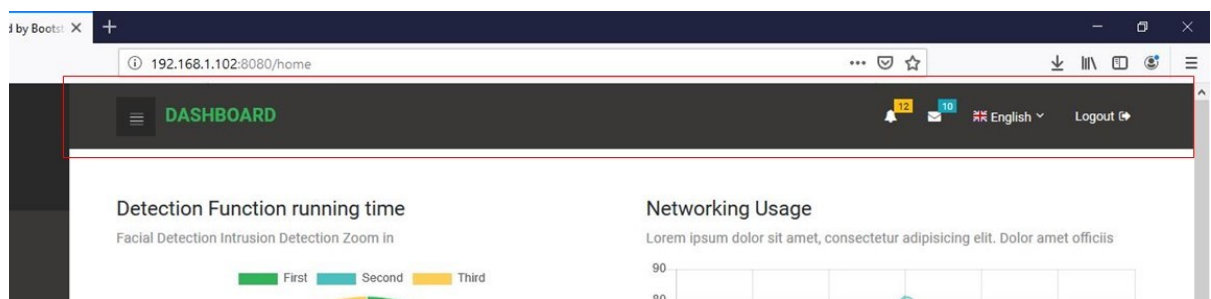 d by Bootst
192.168.1.102:8080/home
DASHBOARD
12
10
English
Logout
Detection Function running time
Networking Usage
Facial Detection Intrusion Detection Zoom in
Lorem ipsum dolor sit amet, consectetur adipisicing elit. Dolor amet officiis
First Second Third
90
80